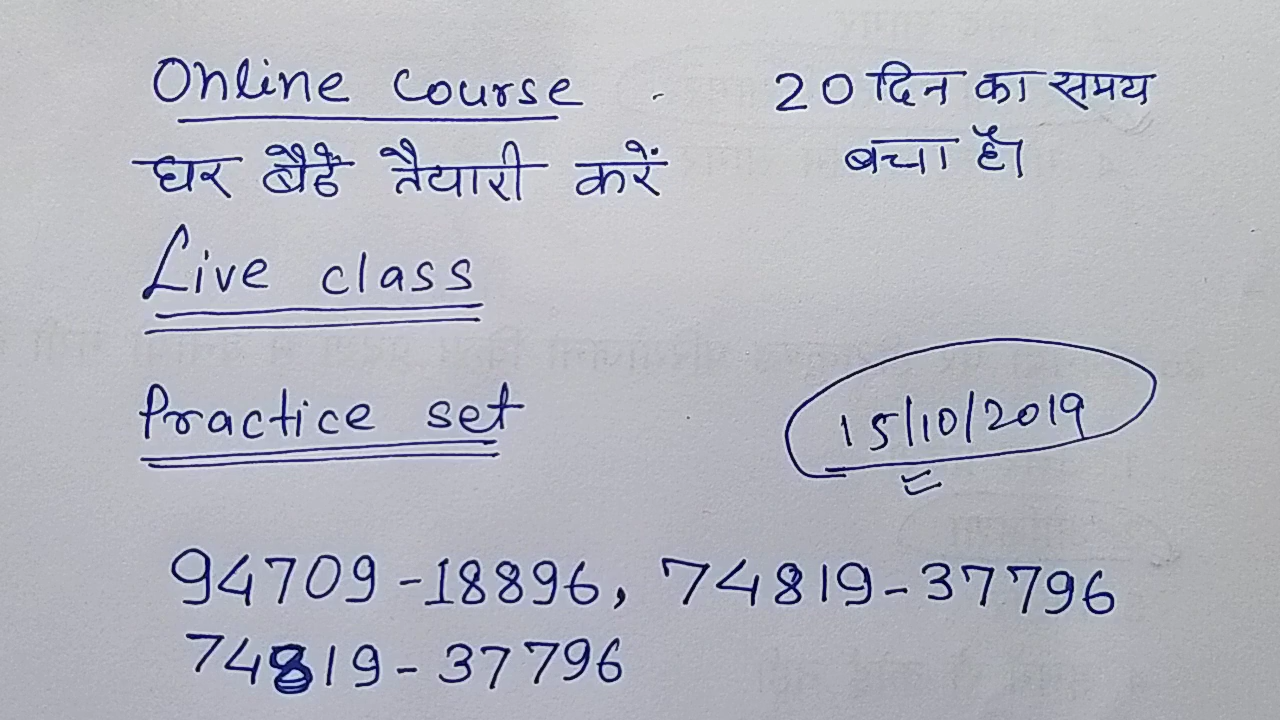 Online course
घर बैठे तैयारी करें
20 दिन का समय
बचा है।
Live class
Practice set
15/10/2019
94709-18896, 74819-37796
74819-37796